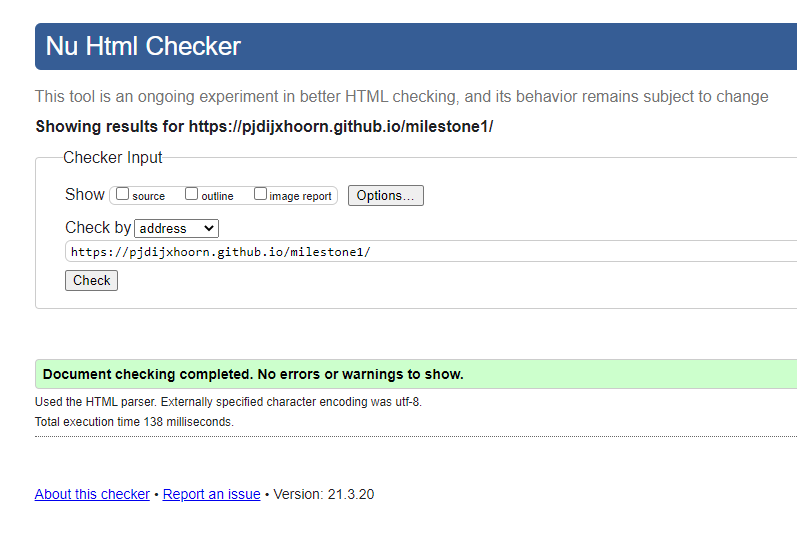 Nu Html Checker
This tool is an ongoing experiment in better HTML checking, and its behavior remains subject to change
Showing results for https://pjdijxhoorn.github.io/milestone1/
Checker Input
Show source outline image report Options...
Check by address
https://pjdijxhoorn.github.io/milestone1/
Check
Document checking completed. No errors or warnings to show.
Used the HTML parser. Externally specified character encoding was utf-8.
Total execution time 138 milliseconds.
About this checker • Report an issue • Version: 21.3.20